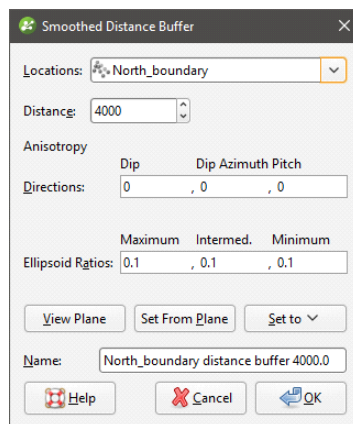 Smoothed Distance Buffer
Locations: North_boundary
Distance: 4000
Anisotropy
Dip Dip Azimuth Pitch
Directions: 0 , 0 , 0
Maximum Intermed. Minimum
Ellipsoid Ratios: 0.1 , 0.1 , 0.1
View Plane Set From Plane Set to
Name: North_boundary distance buffer 4000.0
Help Cancel OK